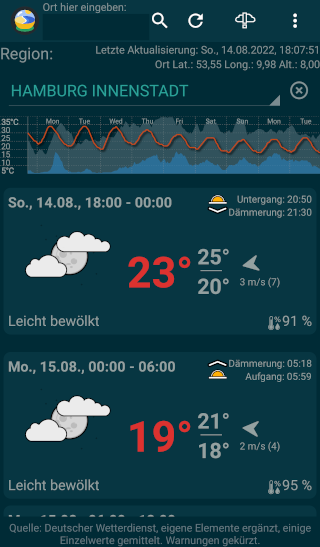 Ort hier eingeben:
Region:
Letzte Aktualisierung: So., 14.08.2022, 18:07:51
Ort Lat.: 53,55 Long.: 9,98 Alt.: 8,00
HAMBURG INNENSTADT
Mon Tue Wed Thu Fri Sat Sun Mon Tue
35°C
30
25
20
15
10
5°C
So., 14.08., 18:00 - 00:00
Untergang: 20:50
Dämmerung: 21:30
23°
25°
20°
3 m/s (7)
Leicht bewölkt
91 %
Mo., 15.08., 00:00 - 06:00
Dämmerung: 05:18
Aufgang: 05:59
19°
21°
18°
2 m/s (4)
Leicht bewölkt
95 %
Quelle: Deutscher Wetterdienst, eigene Elemente ergänzt, einige
Einzelwerte gemittelt. Warnungen gekürzt.